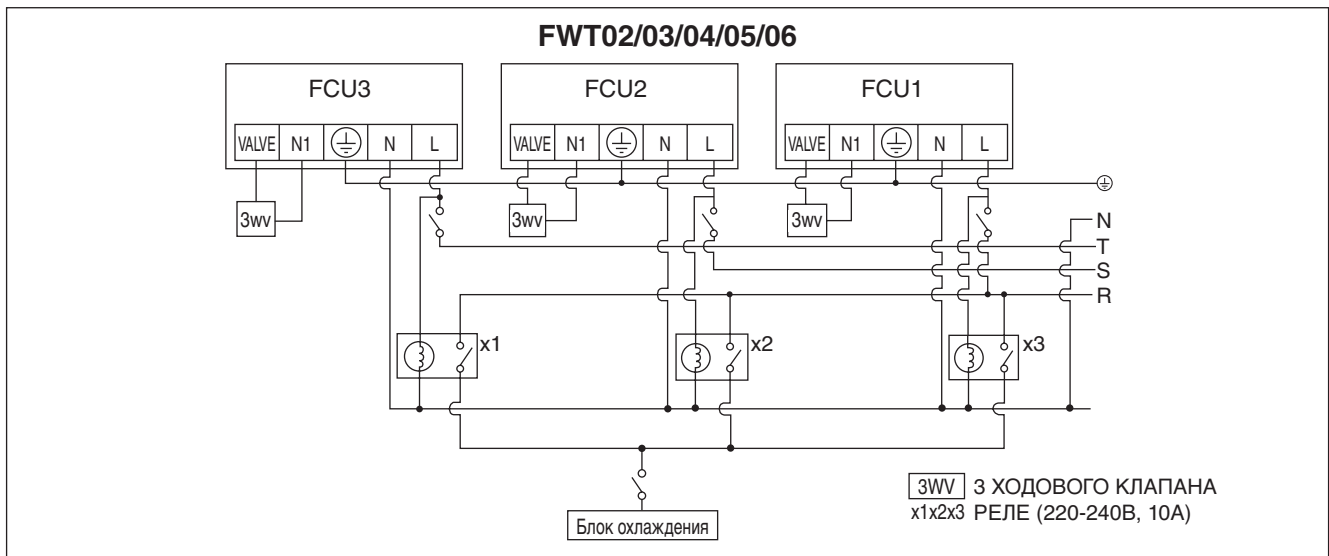 FWT02/03/04/05/06
FCU3 FCU2 FCU1
VALVE N1 N L VALVE N1 N L VALVE N1 N L
3wv 3wv 3wv
N
T
S
R
x1 x2 x3
3WV 3 ХОДОВОГО КЛАПАНА
x1x2x3 РЕЛЕ (220-240В, 10А)
Блок охлаждения